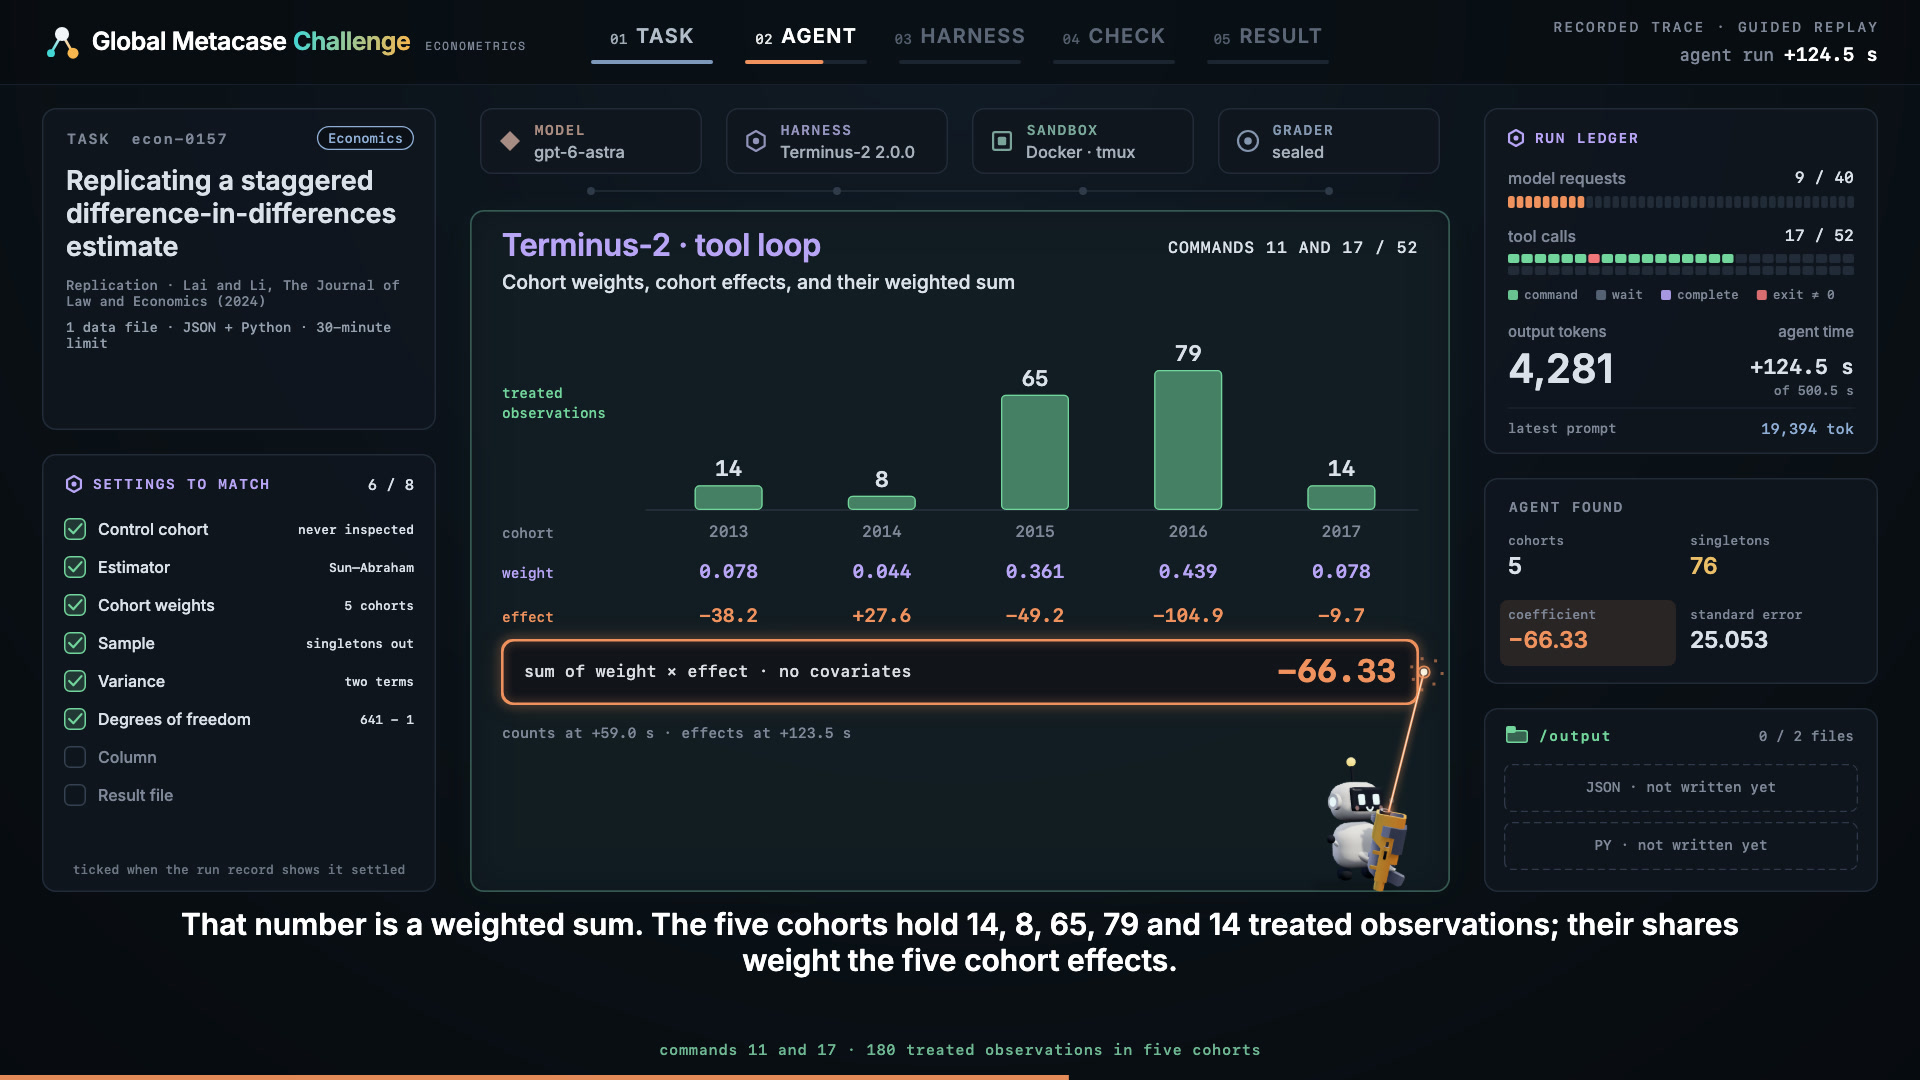 Global Metacase Challenge ECONOMETRICS
01 TASK 02 AGENT 03 HARNESS 04 CHECK 05 RESULT
RECORDED TRACE · GUIDED REPLAY
agent run +124.5 s
TASK econ-0157 Economics
Replicating a staggered
difference-in-differences
estimate
Replication · Lai and Li, The Journal of
Law and Economics (2024)
1 data file · JSON + Python · 30-minute
limit
SETTINGS TO MATCH 6 / 8
Control cohort never inspected
Estimator Sun—Abraham
Cohort weights 5 cohorts
Sample singletons out
Variance two terms
Degrees of freedom 641 − 1
Column
Result file
ticked when the run record shows it settled
MODEL
gpt-6-astra
HARNESS
Terminus-2 2.0.0
SANDBOX
Docker · tmux
GRADER
sealed
Terminus-2 · tool loop COMMANDS 11 AND 17 / 52
Cohort weights, cohort effects, and their weighted sum
treated
observations
14 8 65 79 14
cohort 2013 2014 2015 2016 2017
weight 0.078 0.044 0.361 0.439 0.078
effect −38.2 +27.6 −49.2 −104.9 −9.7
sum of weight × effect · no covariates −66.33
counts at +59.0 s · effects at +123.5 s
RUN LEDGER
model requests 9 / 40
tool calls 17 / 52
command wait complete exit ≠ 0
output tokens agent time
4,281 +124.5 s
of 500.5 s
latest prompt 19,394 tok
AGENT FOUND
cohorts singletons
5 76
coefficient standard error
−66.33 25.053
/output 0 / 2 files
JSON · not written yet
PY · not written yet
That number is a weighted sum. The five cohorts hold 14, 8, 65, 79 and 14 treated observations; their shares
weight the five cohort effects.
commands 11 and 17 · 180 treated observations in five cohorts